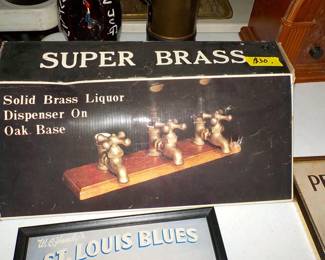 SUPER BRASS
$30.
Solid Brass Liquor
Dispenser On
Oak Base
ST. LOUIS BLUES